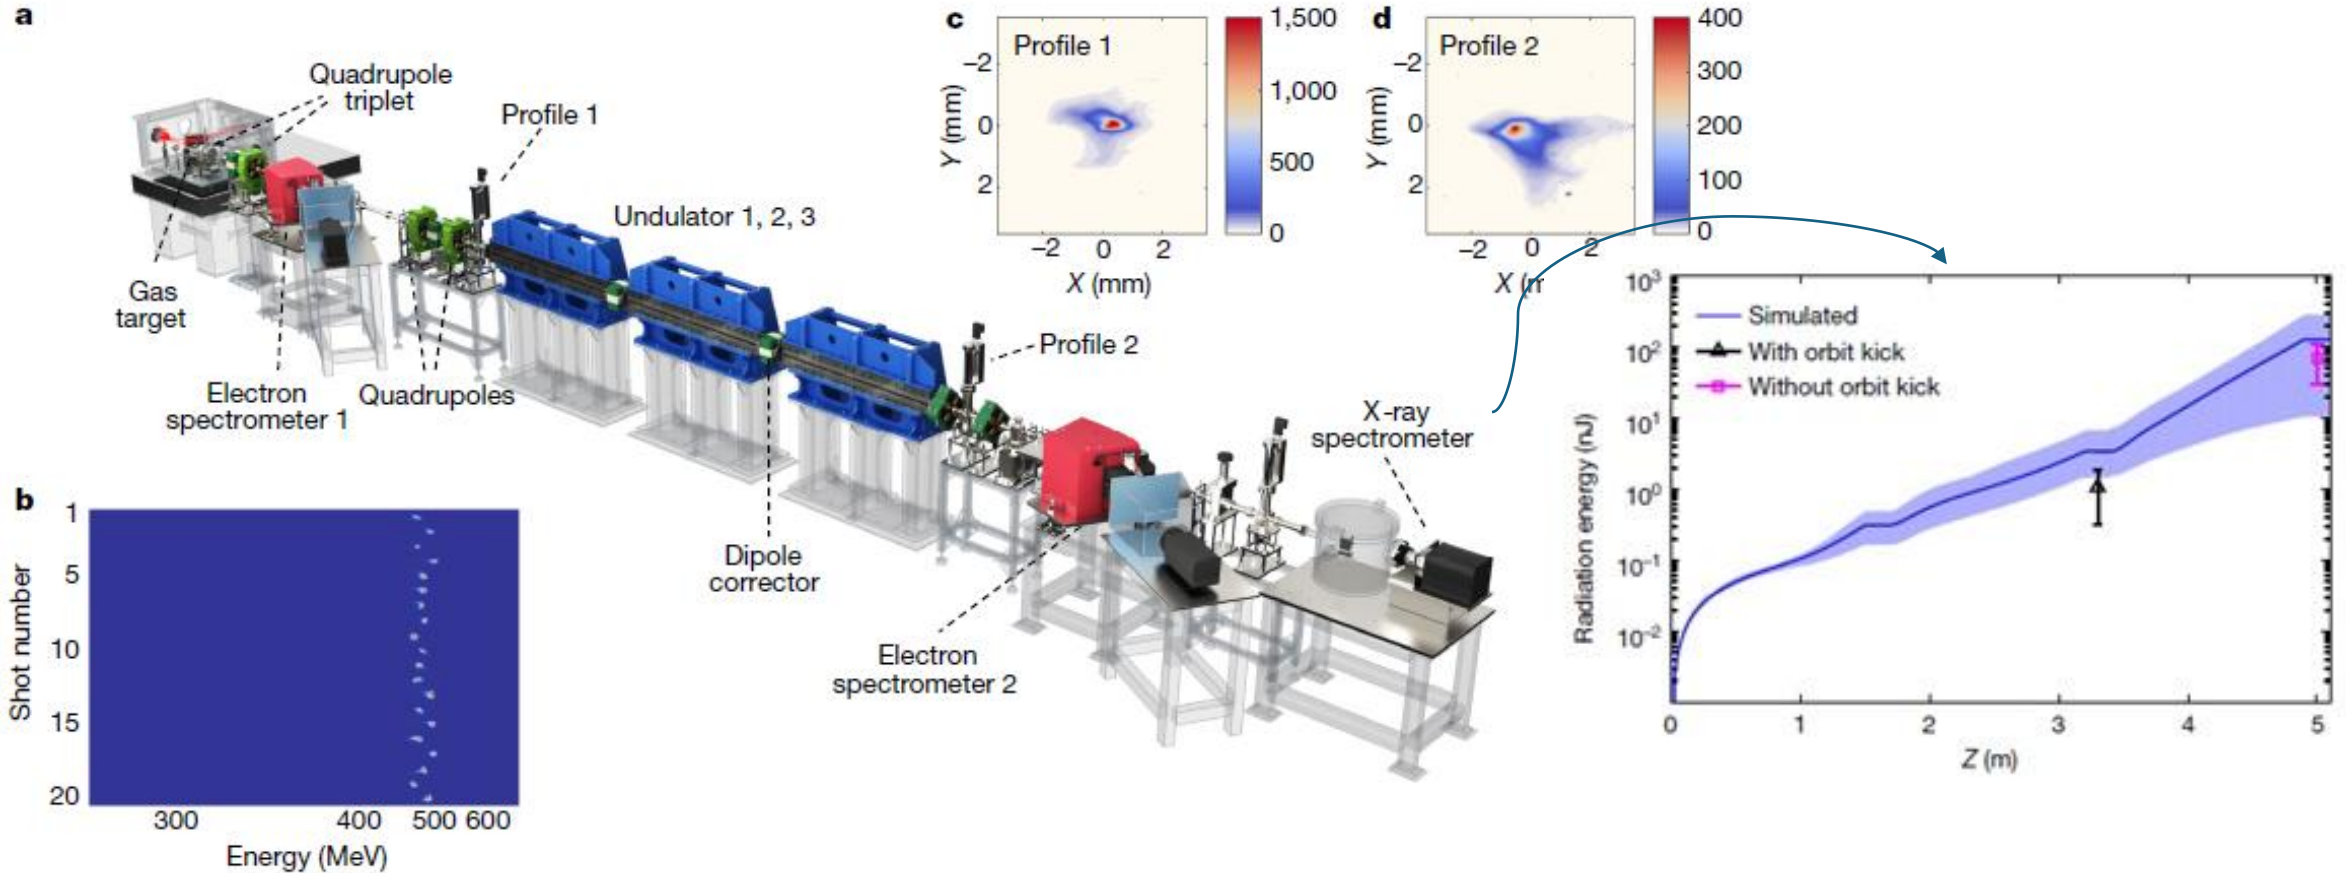 a
Quadrupole
triplet
Profile 1
Undulator 1, 2, 3
Gas
target
Electron
spectrometer 1
Quadrupoles
Profile 2
X-ray
spectrometer
Dipole
corrector
Electron
spectrometer 2
b
Shot number
1
5
10
15
20
300 400 500 600
Energy (MeV)
c
Profile 1
Y (mm)
−2
0
2
−2 0 2
X (mm)
1,500
1,000
500
0
d
Profile 2
Y (mm)
−2
0
2
−2 0 2
X (
400
300
200
100
0
Simulated
With orbit kick
Without orbit kick
Radiation energy (nJ)
10³
10²
10¹
10⁰
10⁻¹
10⁻²
0 1 2 3 4 5
Z (m)